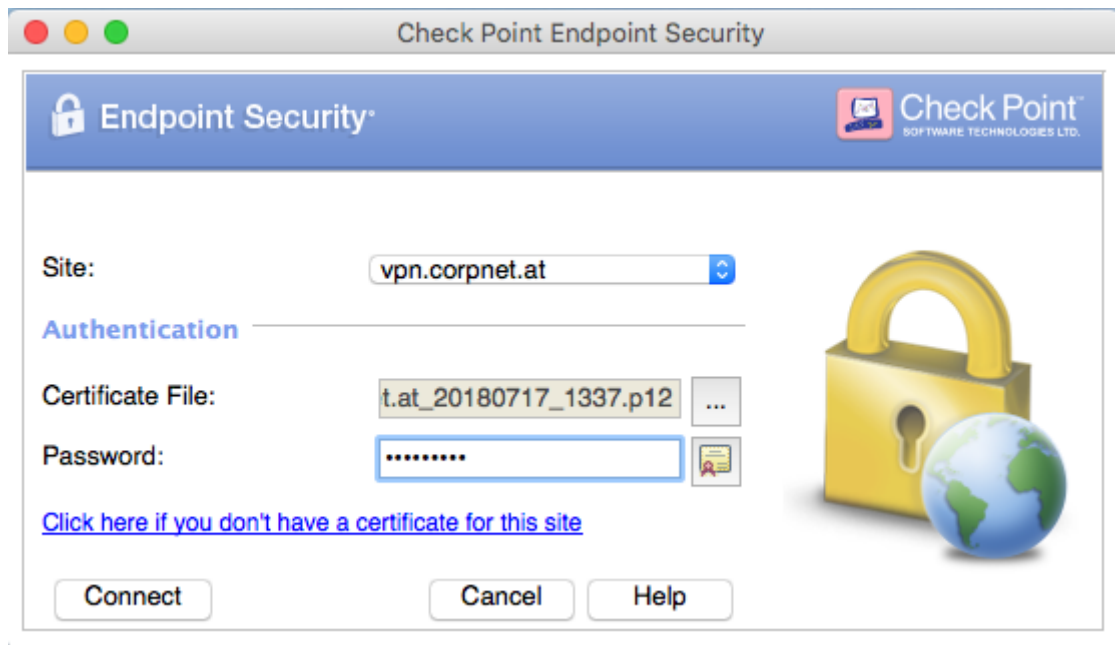 Check Point Endpoint Security
Endpoint Security
Check Point™
SOFTWARE TECHNOLOGIES LTD.
Site:
vpn.corpnet.at
Authentication
Certificate File:
t.at_20180717_1337.p12
...
Password:
•••••••••
Click here if you don't have a certificate for this site
Connect
Cancel
Help